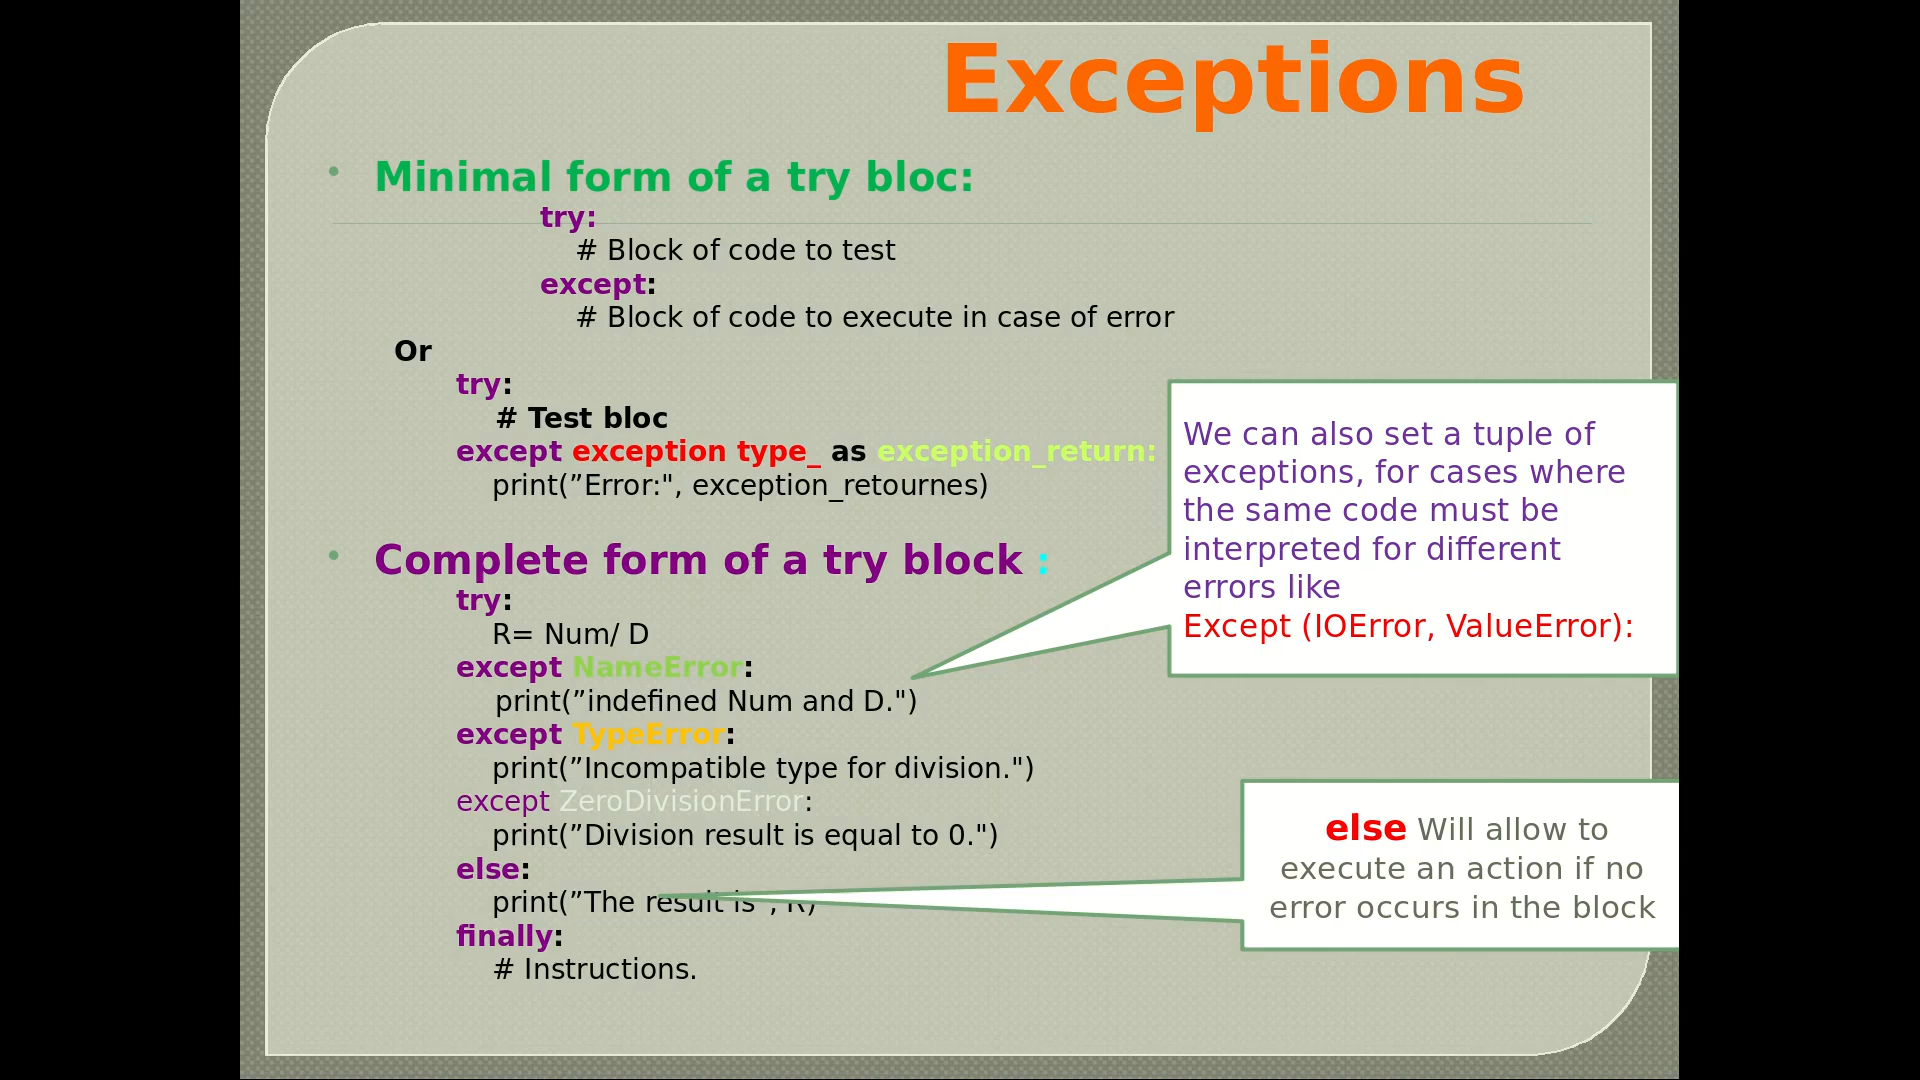 Exceptions
• Minimal form of a try bloc:
try:
# Block of code to test
except:
# Block of code to execute in case of error
Or
try:
# Test bloc
except exception type_ as exception_return:
print(”Error:", exception_retournes)
• Complete form of a try block :
try:
R= Num/ D
except NameError:
print(”indefined Num and D.")
except TypeError:
print(”Incompatible type for division.")
except ZeroDivisionError:
print(”Division result is equal to 0.")
else:
print(”The result is", R)
finally:
# Instructions.
We can also set a tuple of
exceptions, for cases where
the same code must be
interpreted for different
errors like
Except (IOError, ValueError):
else Will allow to
execute an action if no
error occurs in the block